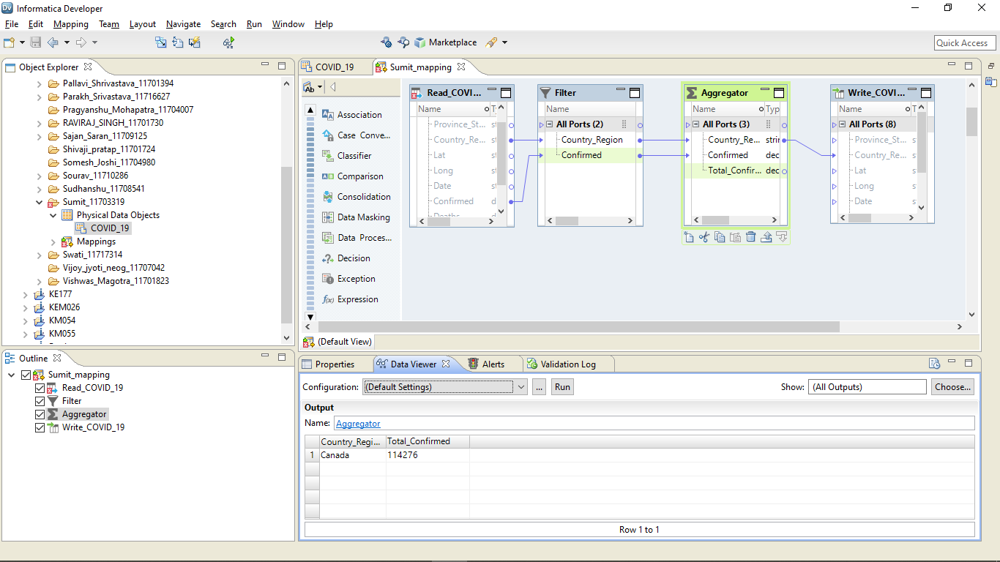 Informatica Developer
File Edit Mapping Team Layout Navigate Search Run Window Help
Marketplace
Quick Access
Object Explorer
Pallavi_Shrivastava_11701394
Parakh_Srivastava_11716627
Pragyanshu_Mohapatra_11704007
RAVIRAJ_SINGH_11701730
Sajan_Saran_11709125
Shivaji_pratap_11701724
Somesh_Joshi_11704980
Sourav_11710286
Sudhanshu_11708541
Sumit_11703319
Physical Data Objects
COVID_19
Mappings
Swati_11717314
Vijoy_jyoti_neog_11707042
Vishwas_Magotra_11701823
KE177
KEM026
KM054
KM055
Outline
Sumit_mapping
Read_COVID_19
Filter
Aggregator
Write_COVID_19
COVID_19
Sumit_mapping
Ab
Association
Case Conve...
Classifier
Comparison
Consolidation
Data Masking
Data Proces...
Decision
Exception
Expression
Read_COVI...
Name
Province_St...
Country_Re...
Lat
Long
Date
Confirmed
Filter
Name
All Ports (2)
Country_Region
Confirmed
Aggregator
Name Typ
All Ports (3)
Country_Re... strin
Confirmed dec
Total_Confir... dec
Write_COVI...
Name
All Ports (8)
Province_St...
Country_Re...
Lat
Long
Date
(Default View)
Properties
Data Viewer
Alerts
Validation Log
Configuration: (Default Settings) ... Run Show: (All Outputs) Choose...
Output
Name: Aggregator
Country_Regi... Total_Confirmed
1 Canada 114276
Row 1 to 1